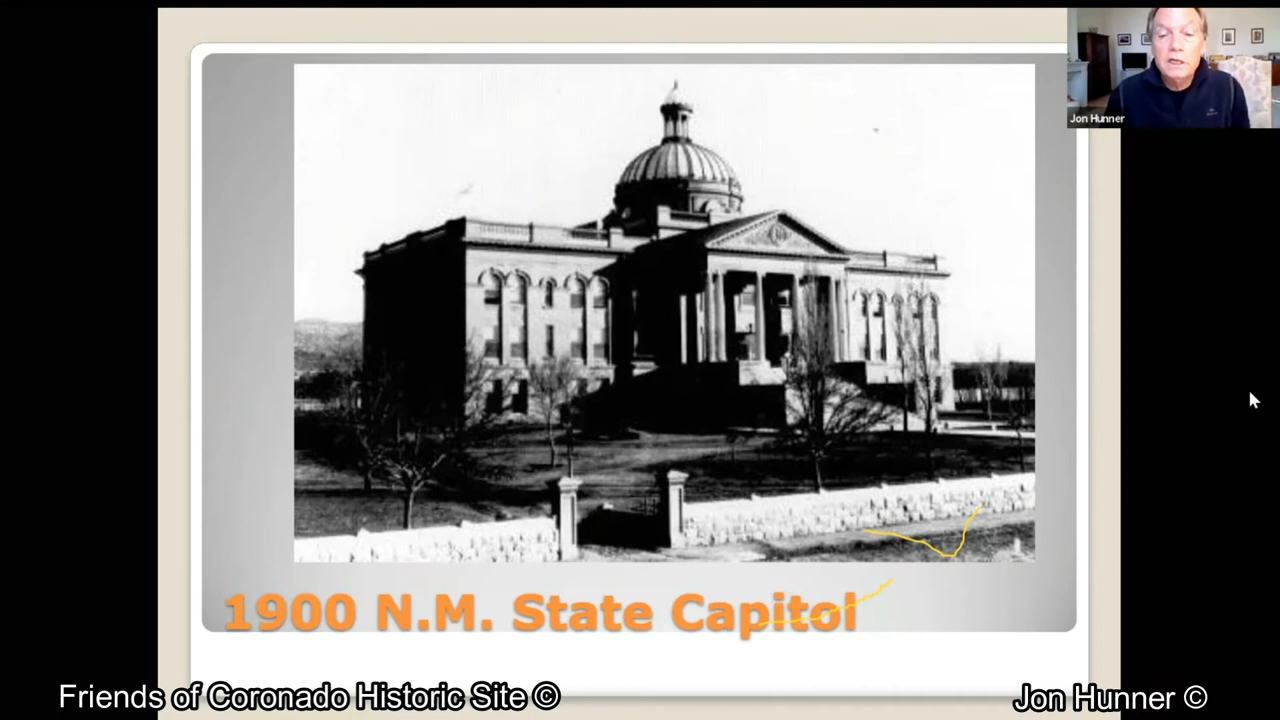 Jon Hunner
1900 N.M. State Capitol
Friends of Coronado Historic Site ©
Jon Hunner ©